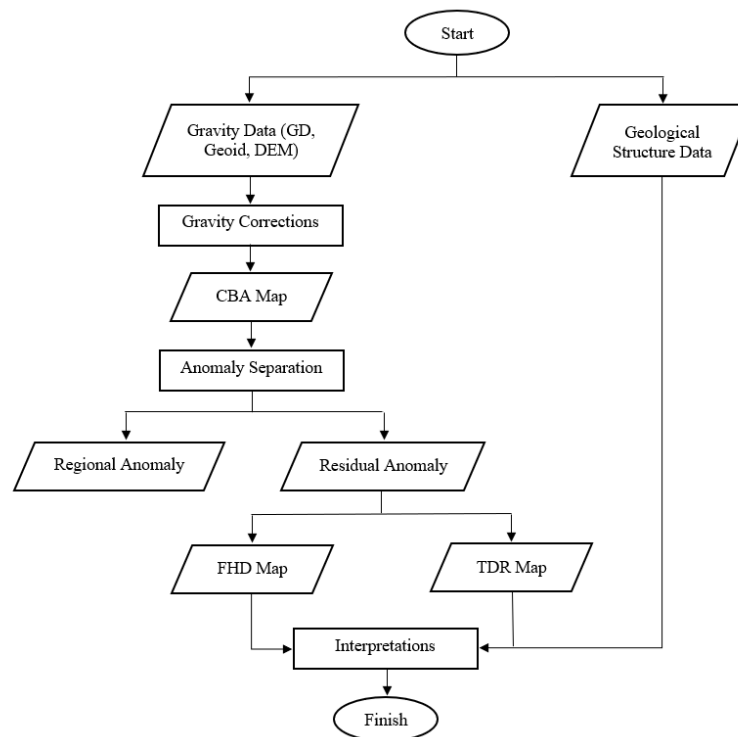 Start
Gravity Data (GD,
Geoid, DEM)
Geological
Structure Data
Gravity Corrections
CBA Map
Anomaly Separation
Regional Anomaly
Residual Anomaly
FHD Map
TDR Map
Interpretations
Finish